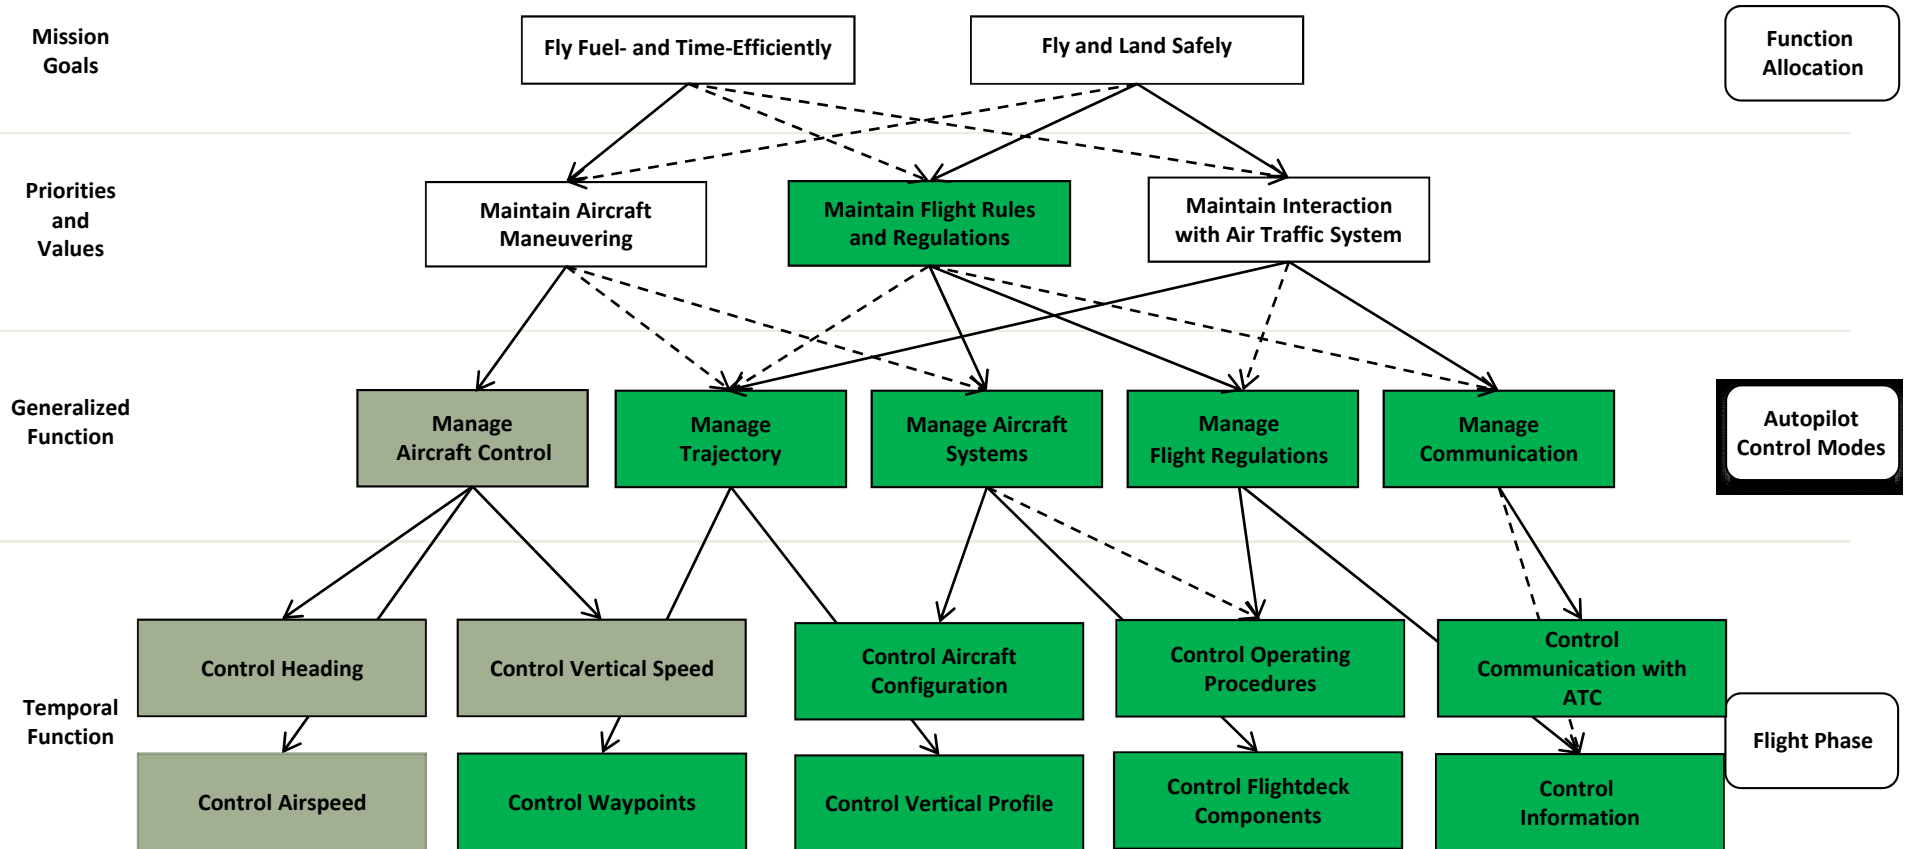 Mission
Goals
Fly Fuel- and Time-Efficiently
Fly and Land Safely
Function
Allocation
Priorities
and
Values
Maintain Aircraft
Maneuvering
Maintain Flight Rules
and Regulations
Maintain Interaction
with Air Traffic System
Generalized
Function
Manage
Aircraft Control
Manage
Trajectory
Manage Aircraft
Systems
Manage
Flight Regulations
Manage
Communication
Autopilot
Control Modes
Temporal
Function
Control Heading
Control Vertical Speed
Control Aircraft
Configuration
Control Operating
Procedures
Control
Communication with
ATC
Flight Phase
Control Airspeed
Control Waypoints
Control Vertical Profile
Control Flightdeck
Components
Control
Information